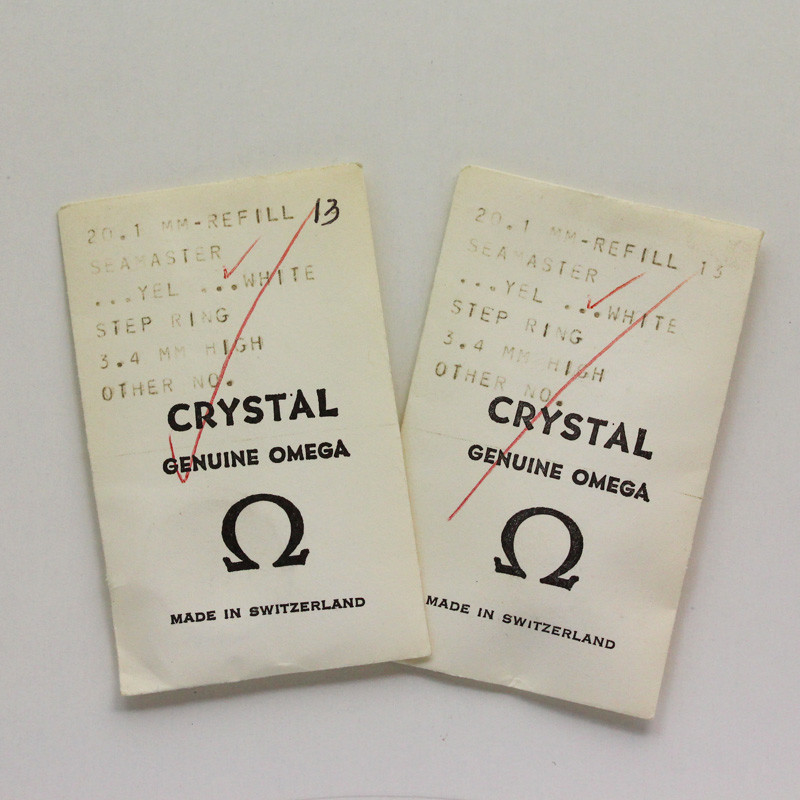 20.1 MM-REFILL 13
SEAMASTER
...YEL ...WHITE
STEP RING
3.4 MM HIGH
OTHER NO.
CRYSTAL
GENUINE OMEGA
Ω
MADE IN SWITZERLAND
20.1 MM-REFILL 13
SEAMASTER
...YEL ...WHITE
STEP RING
3.4 MM HIGH
OTHER NO.
CRYSTAL
GENUINE OMEGA
Ω
MADE IN SWITZERLAND